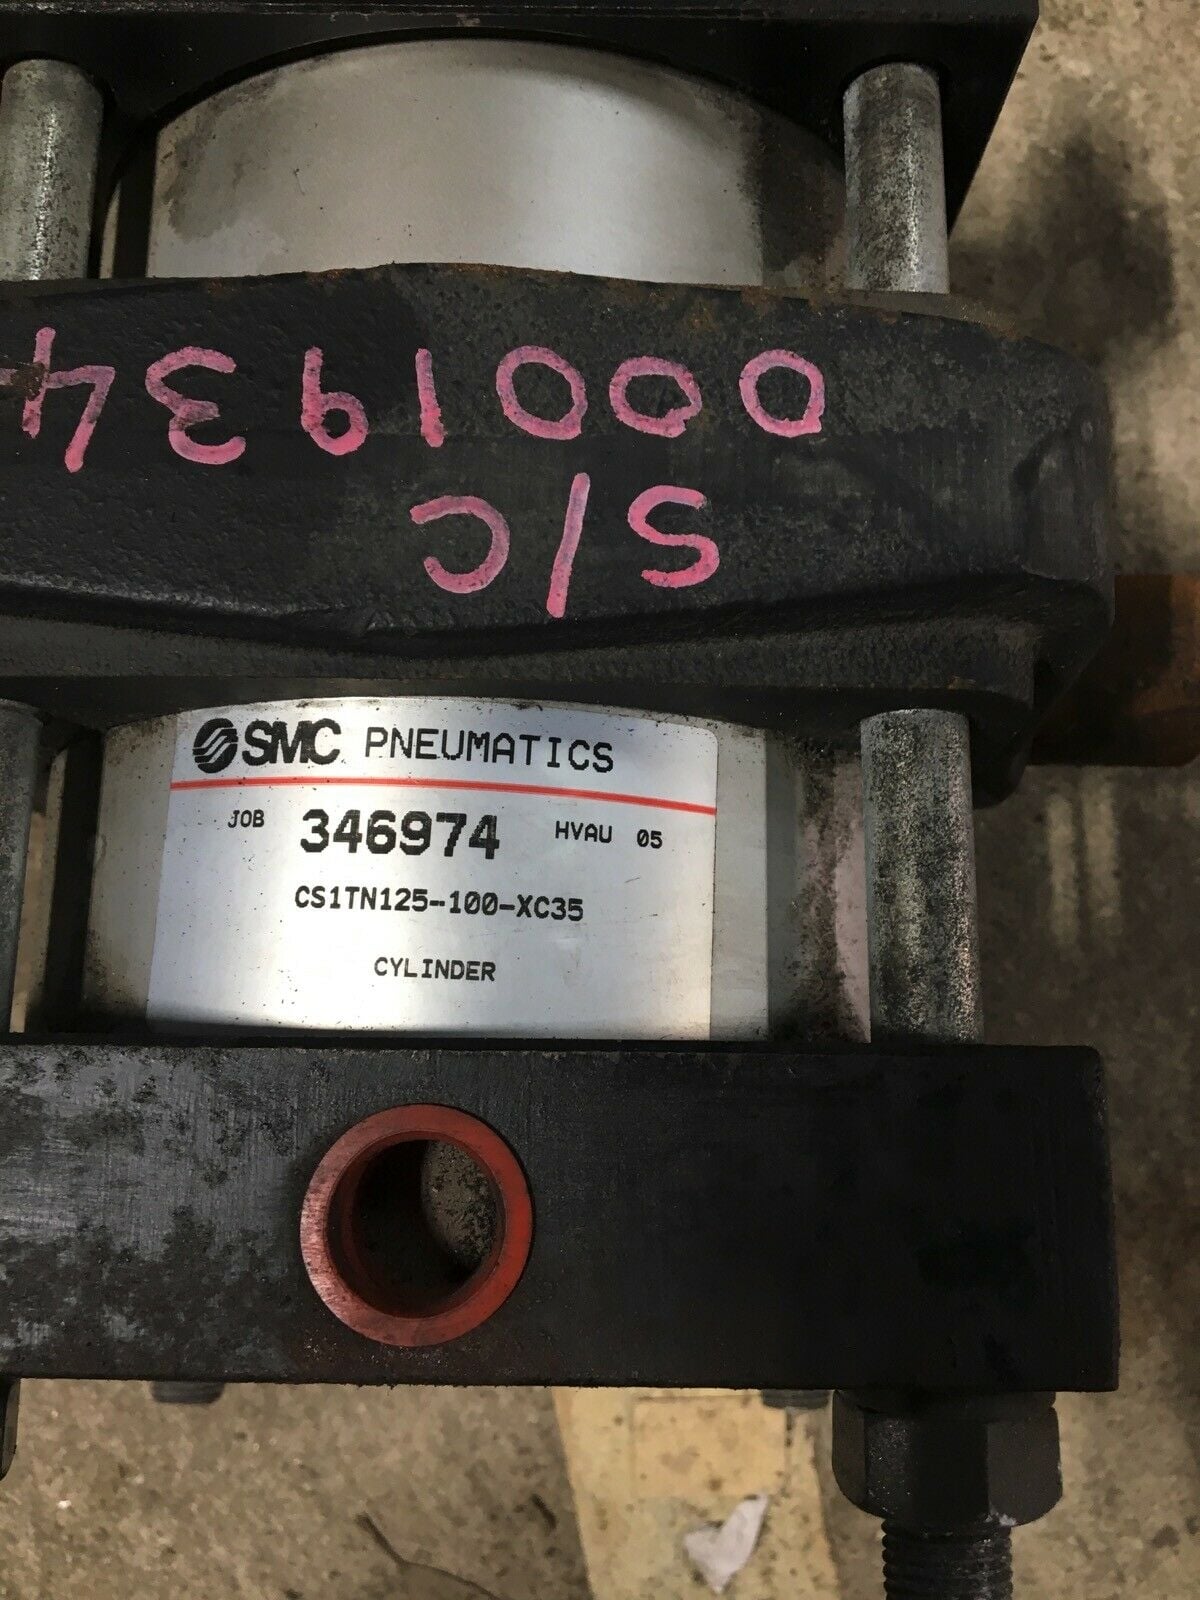 S/C
0001934
SMC PNEUMATICS
JOB 346974 HVAU 05
CS1TN125-100-XC35
CYLINDER